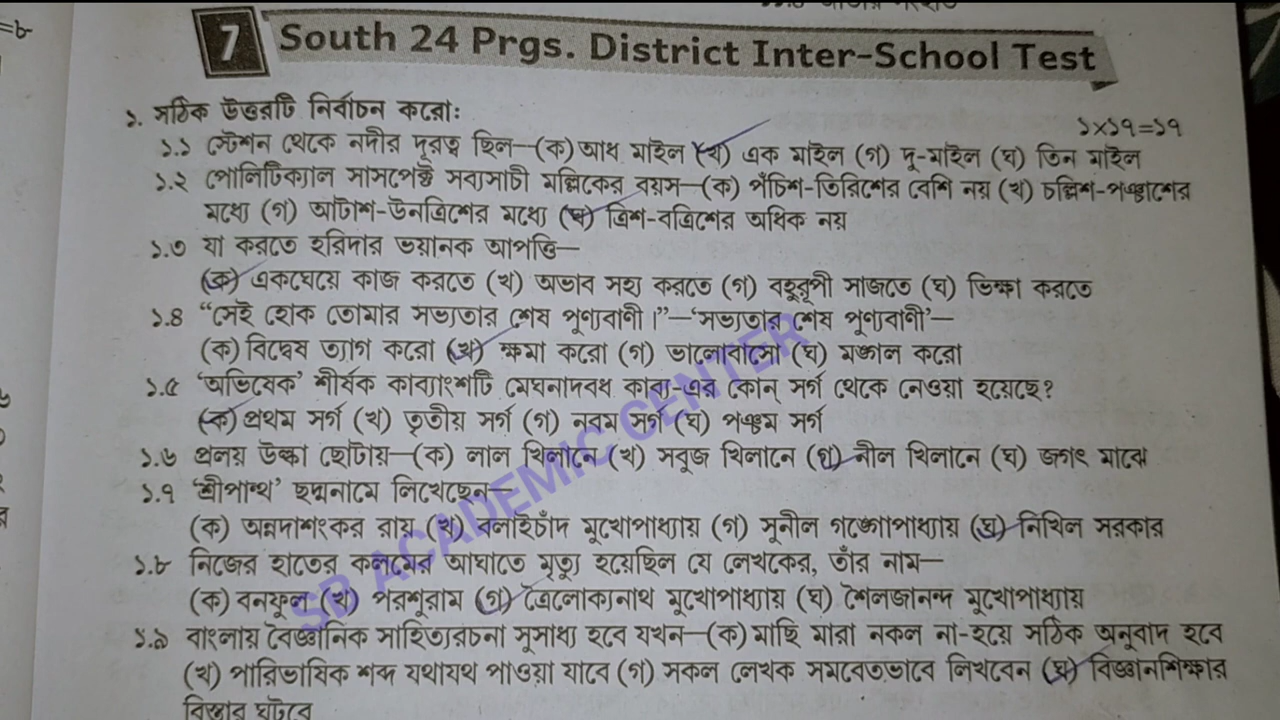 7 South 24 Prgs. District Inter-School Test
১. সঠিক উত্তরটি নির্বাচন করো:
১×১৭=১৭
১.১ স্টেশন থেকে নদীর দূরত্ব ছিল—(ক) আধ মাইল (খ) এক মাইল (গ) দু-মাইল (ঘ) তিন মাইল
১.২ পোলিটিক্যাল সাসপেক্ট সব্যসাচী মল্লিকের বয়স—(ক) পঁচিশ-তিরিশের বেশি নয় (খ) চল্লিশ-পঞ্চাশের
মধ্যে (গ) আটাশ-উনত্রিশের মধ্যে (ঘ) ত্রিশ-বত্রিশের অধিক নয়
১.৩ যা করতে হরিদার ভয়ানক আপত্তি—
(ক) একঘেয়ে কাজ করতে (খ) অভাব সহ্য করতে (গ) বহুরূপী সাজতে (ঘ) ভিক্ষা করতে
১.৪ “সেই হোক তোমার সভ্যতার শেষ পুণ্যবাণী।”—‘সভ্যতার শেষ পুণ্যবাণী’—
(ক) বিদ্বেষ ত্যাগ করো (খ) ক্ষমা করো (গ) ভালোবাসো (ঘ) মঙ্গল করো
১.৫ ‘অভিষেক’ শীর্ষক কাব্যাংশটি মেঘনাদবধ কাব্য-এর কোন্ সর্গ থেকে নেওয়া হয়েছে?
(ক) প্রথম সর্গ (খ) তৃতীয় সর্গ (গ) নবম সর্গ (ঘ) পঞ্চম সর্গ
১.৬ প্রলয় উল্কা ছোটায়—(ক) লাল খিলানে (খ) সবুজ খিলানে (গ) নীল খিলানে (ঘ) জগৎ মাঝে
১.৭ ‘শ্রীপান্থ’ ছদ্মনামে লিখেছেন—
(ক) অন্নদাশংকর রায় (খ) বলাইচাঁদ মুখোপাধ্যায় (গ) সুনীল গঙ্গোপাধ্যায় (ঘ) নিখিল সরকার
১.৮ নিজের হাতের কলমের আঘাতে মৃত্যু হয়েছিল যে লেখকের, তাঁর নাম—
(ক) বনফুল (খ) পরশুরাম (গ) ত্রৈলোক্যনাথ মুখোপাধ্যায় (ঘ) শৈলজানন্দ মুখোপাধ্যায়
১.৯ বাংলায় বৈজ্ঞানিক সাহিত্যরচনা সুসাধ্য হবে যখন—(ক) মাছি মারা নকল না-হয়ে সঠিক অনুবাদ হবে
(খ) পারিভাষিক শব্দ যথাযথ পাওয়া যাবে (গ) সকল লেখক সমবেতভাবে লিখবেন (ঘ) বিজ্ঞানশিক্ষার
বিস্তার ঘটবে
SB ACADEMIC CENTER